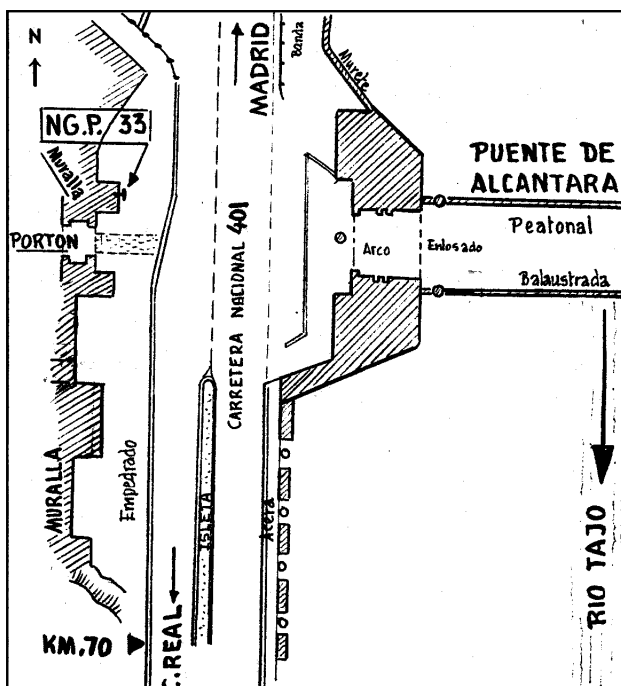 N
MADRID
Banda
Murete
NG.P. 33
Muralla
PUENTE DE
ALCANTARA
Peatonal
PORTON
Arco
Enlosado
Balaustrada
CARRETERA NACIONAL 401
MURALLA
Empedrado
ISLETA
Acera
RIO TAJO
KM.70
C.REAL